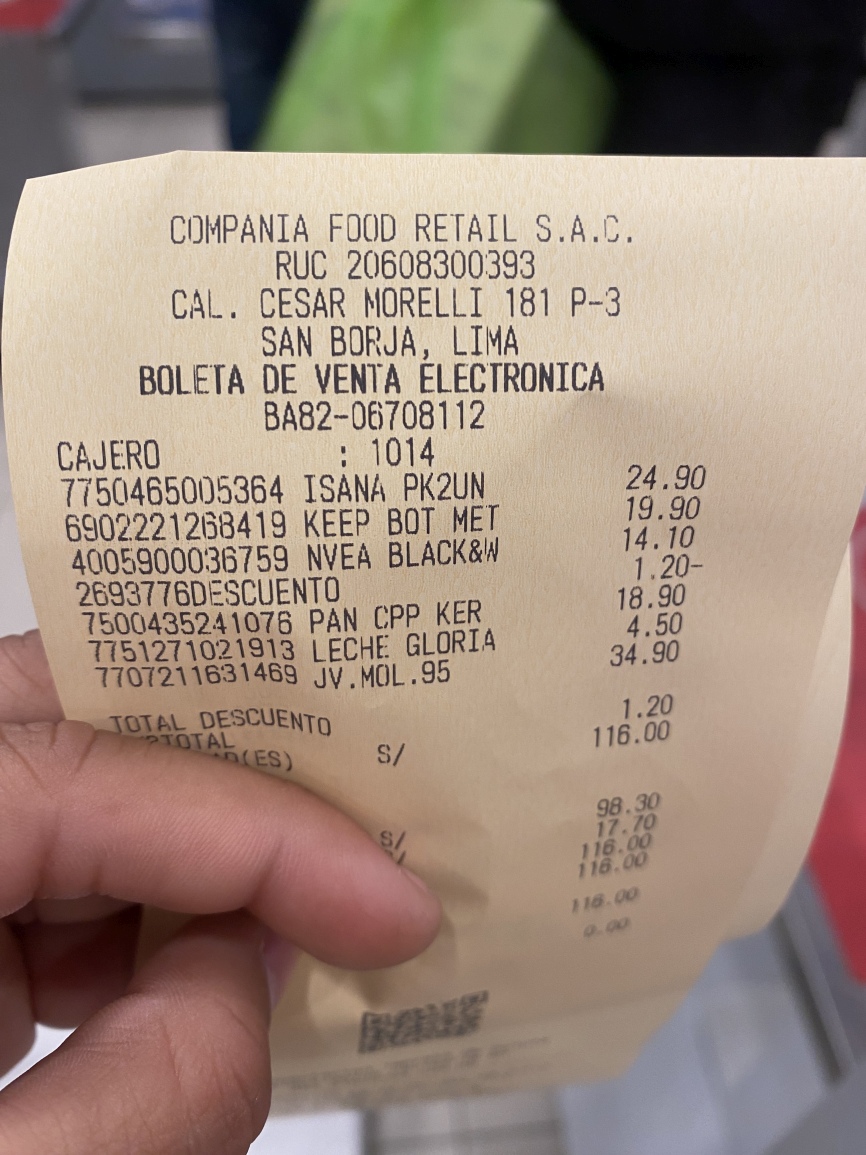 COMPANIA FOOD RETAIL S.A.C.
RUC 20608300393
CAL. CESAR MORELLI 181 P-3
SAN BORJA, LIMA
BOLETA DE VENTA ELECTRONICA
BA82-06708112
CAJERO : 1014
7750465005364 ISANA PK2UN 24.90
6902221268419 KEEP BOT MET 19.90
4005900036759 NVEA BLACK&W 14.10
2693776DESCUENTO 1.20-
7500435241076 PAN CPP KER 18.90
7751271021913 LECHE GLORIA 4.50
7707211631469 JV.MOL.95 34.90
TOTAL DESCUENTO 1.20
TOTAL S/ 116.00
(ES)
98.30
17.70
S/ 116.00
116.00
116.00
0.00